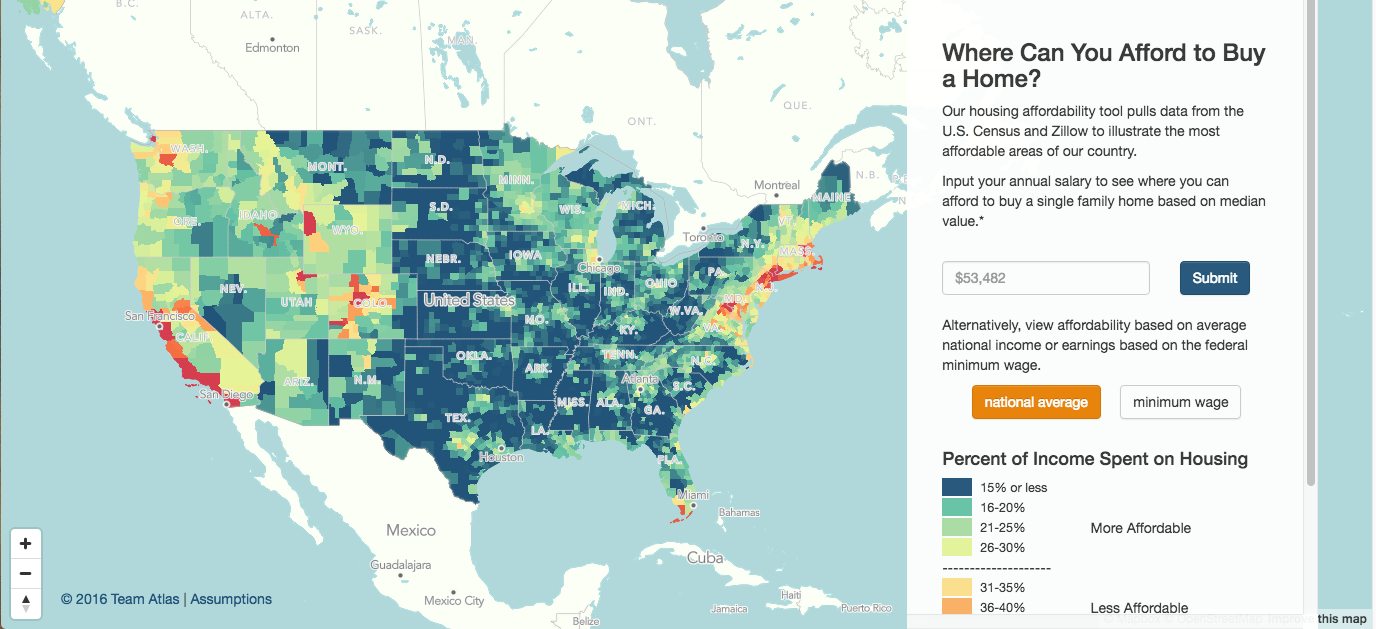 B.C.
ALTA.
SASK.
MAN.
Edmonton
ONT.
QUE.
N.B.
Montreal
Toronto
WASH.
MONT.
N.D.
MINN.
MAINE
ORE.
IDAHO
S.D.
WIS.
MICH.
VT.
WYO.
N.Y.
MASS.
NEBR.
IOWA
Chicago
PA.
NEV.
UTAH
COLO.
United States
ILL.
IND.
OHIO
MD.
N.J.
San Francisco
CALIF.
MO.
W.VA.
KY.
VA.
OKLA.
TENN.
N.C.
San Diego
ARIZ.
N.M.
ARK.
Atlanta
S.C.
TEX.
MISS.
ALA.
GA.
LA.
Houston
FLA.
Miami
Bahamas
Mexico
Guadalajara
Mexico City
Cuba
Haiti
Jamaica
Puerto Rico
Belize
+
−
© 2016 Team Atlas | Assumptions
Where Can You Afford to Buy
a Home?
Our housing affordability tool pulls data from the
U.S. Census and Zillow to illustrate the most
affordable areas of our country.
Input your annual salary to see where you can
afford to buy a single family home based on median
value.*
$53,482
Submit
Alternatively, view affordability based on average
national income or earnings based on the federal
minimum wage.
national average
minimum wage
Percent of Income Spent on Housing
15% or less
16-20%
21-25% More Affordable
26-30%
--------------------
31-35%
36-40% Less Affordable
© Mapbox © OpenStreetMap Improve this map